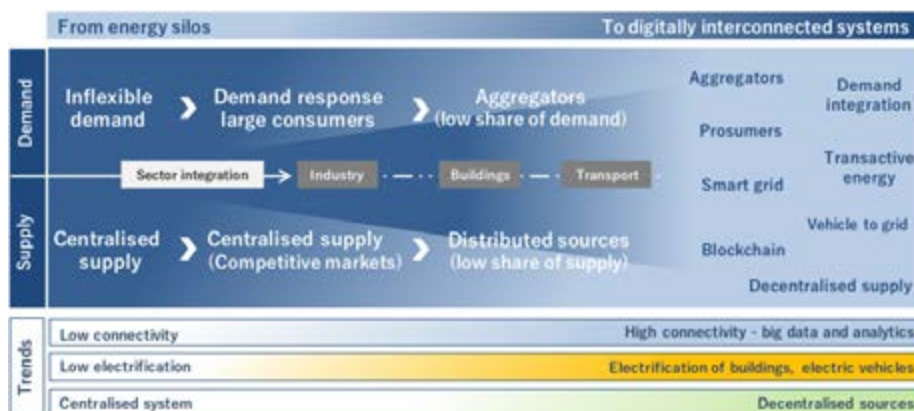 From energy silos
To digitally interconnected systems
Demand
Inflexible
demand
Demand response
large consumers
Aggregators
(low share of demand)
Aggregators
Demand
integration
Prosumers
Sector integration
Industry
Buildings
Transport
Transactive
energy
Smart grid
Supply
Centralised
supply
Centralised supply
(Competitive markets)
Distributed sources
(low share of supply)
Vehicle to grid
Blockchain
Decentralised supply
Trends
Low connectivity
High connectivity - big data and analytics
Low electrification
Electrification of buildings, electric vehicles
Centralised system
Decentralised sources